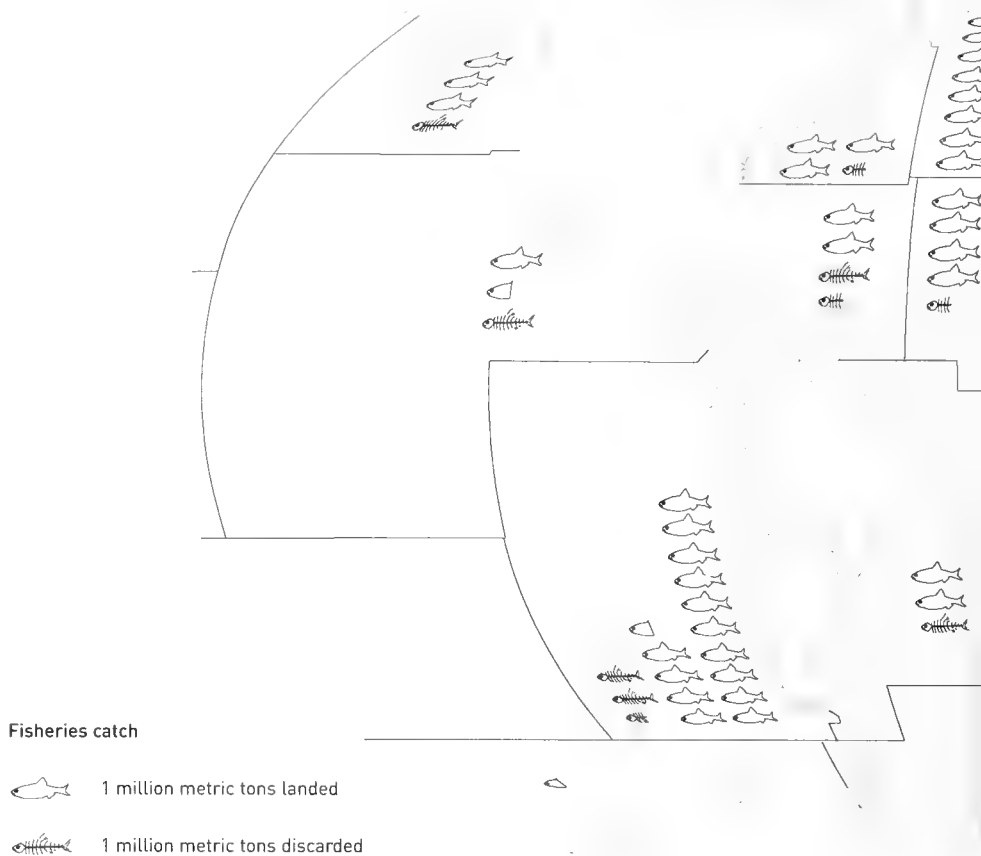 Fisheries catch
1 million metric tons landed
1 million metric tons discarded